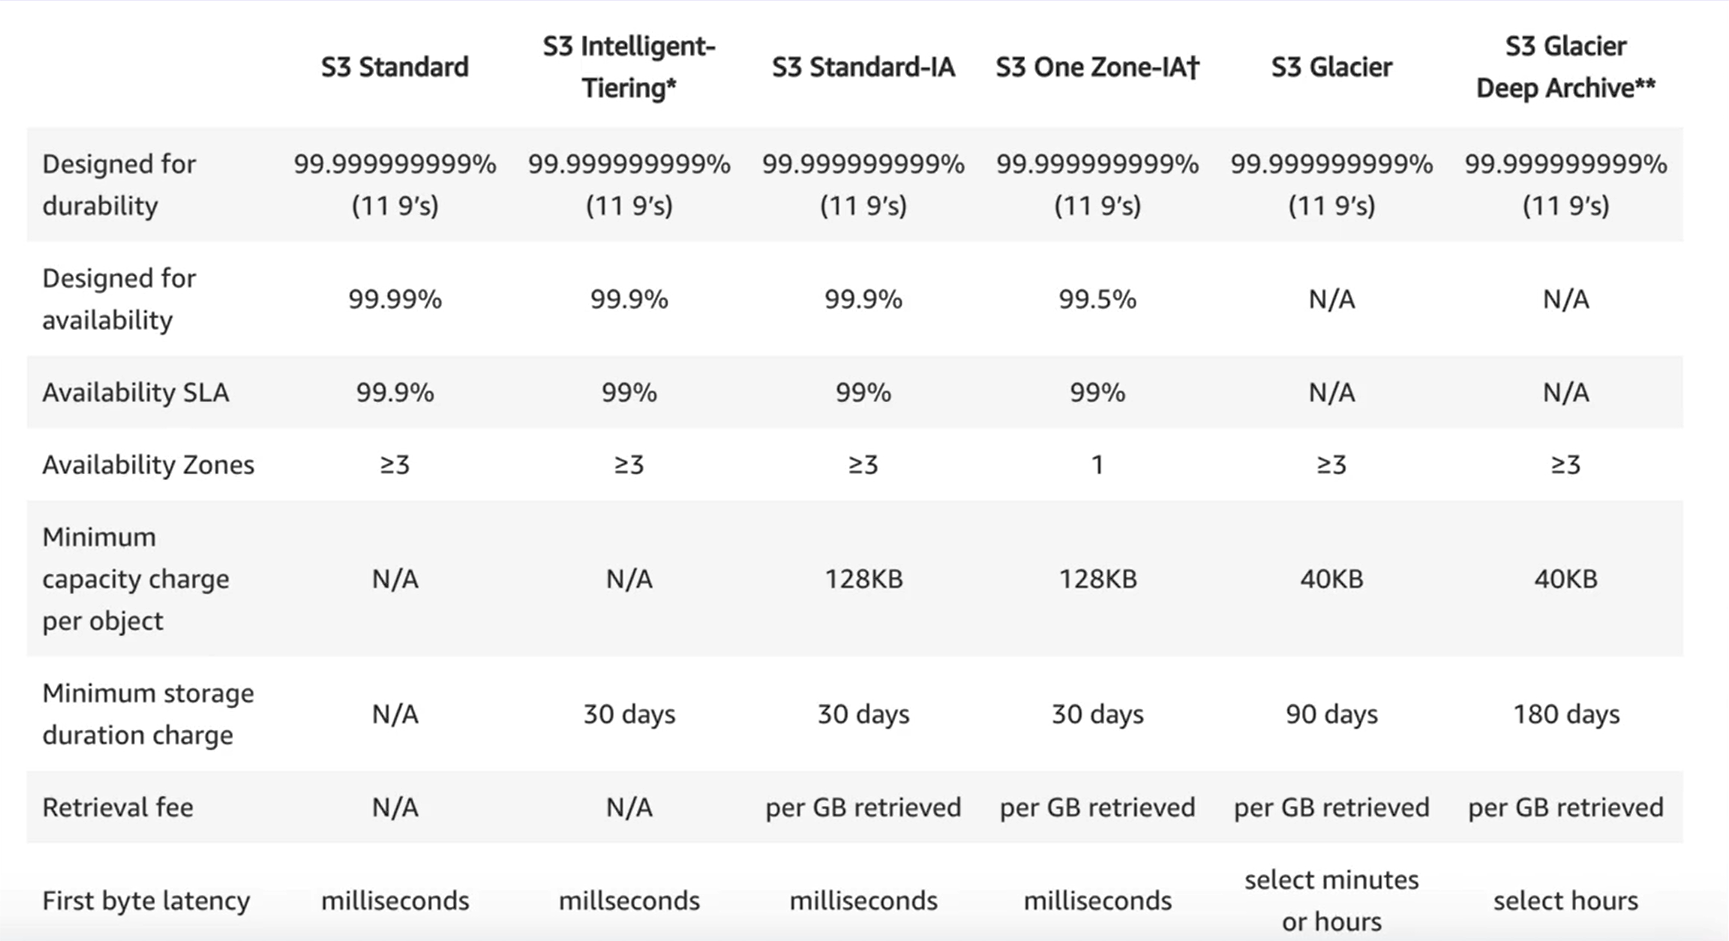 S3 Standard S3 Intelligent-Tiering* S3 Standard-IA S3 One Zone-IA† S3 Glacier S3 Glacier Deep Archive**
Designed for durability 99.999999999% (11 9’s) 99.999999999% (11 9’s) 99.999999999% (11 9’s) 99.999999999% (11 9’s) 99.999999999% (11 9’s) 99.999999999% (11 9’s)
Designed for availability 99.99% 99.9% 99.9% 99.5% N/A N/A
Availability SLA 99.9% 99% 99% 99% N/A N/A
Availability Zones ≥3 ≥3 ≥3 1 ≥3 ≥3
Minimum capacity charge per object N/A N/A 128KB 128KB 40KB 40KB
Minimum storage duration charge N/A 30 days 30 days 30 days 90 days 180 days
Retrieval fee N/A N/A per GB retrieved per GB retrieved per GB retrieved per GB retrieved
First byte latency milliseconds millseconds milliseconds milliseconds select minutes or hours select hours